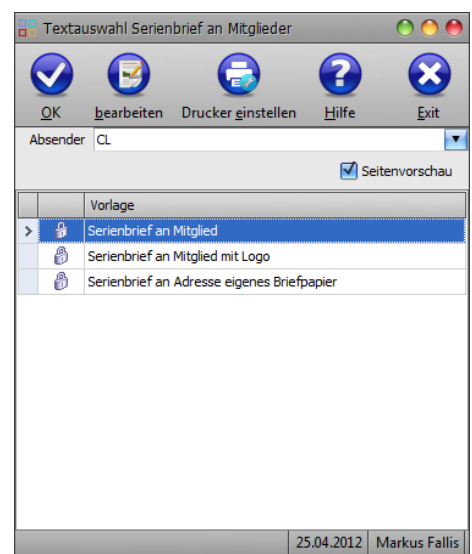 Textauswahl Serienbrief an Mitglieder
OK bearbeiten Drucker einstellen Hilfe Exit
Absender CL
Seitenvorschau
Vorlage
Serienbrief an Mitglied
Serienbrief an Mitglied mit Logo
Serienbrief an Adresse eigenes Briefpapier
25.04.2012 Markus Fallis